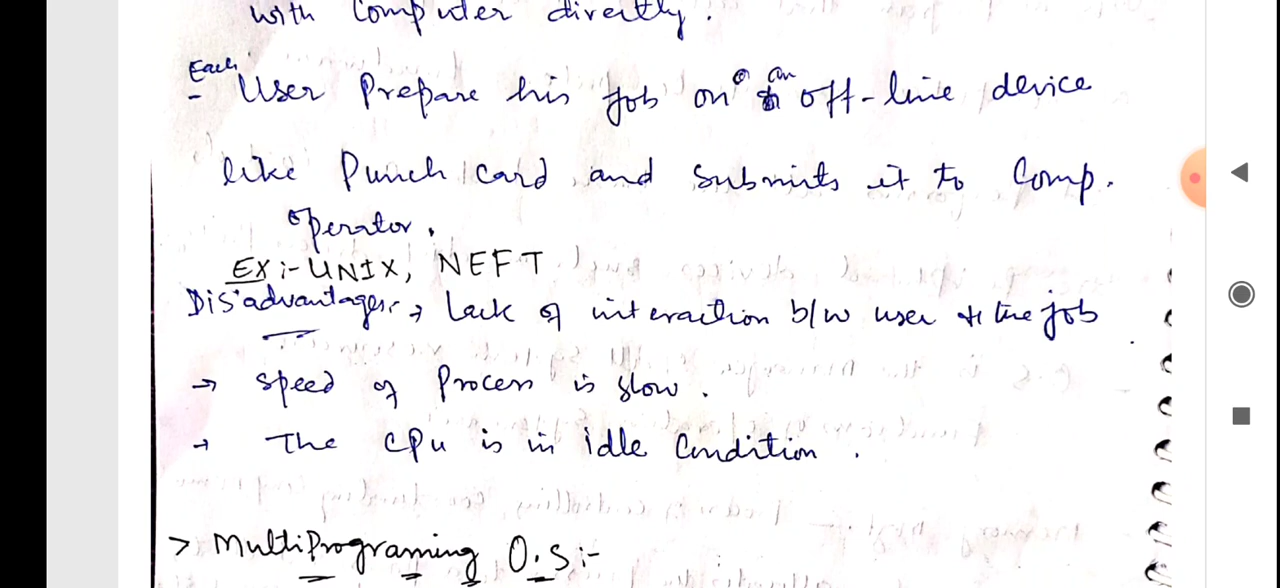 with Computer directly.
Each
- User Prepare his job on an off-line device
like Punch card and submits it to Comp.
operator.
Ex:- UNIX, NEFT
Disadvantages:→ Lack of interaction b/w user & the job
→ speed of Process is slow.
→ The CPU is in idle Condition.
> MultiPrograming O.S:-